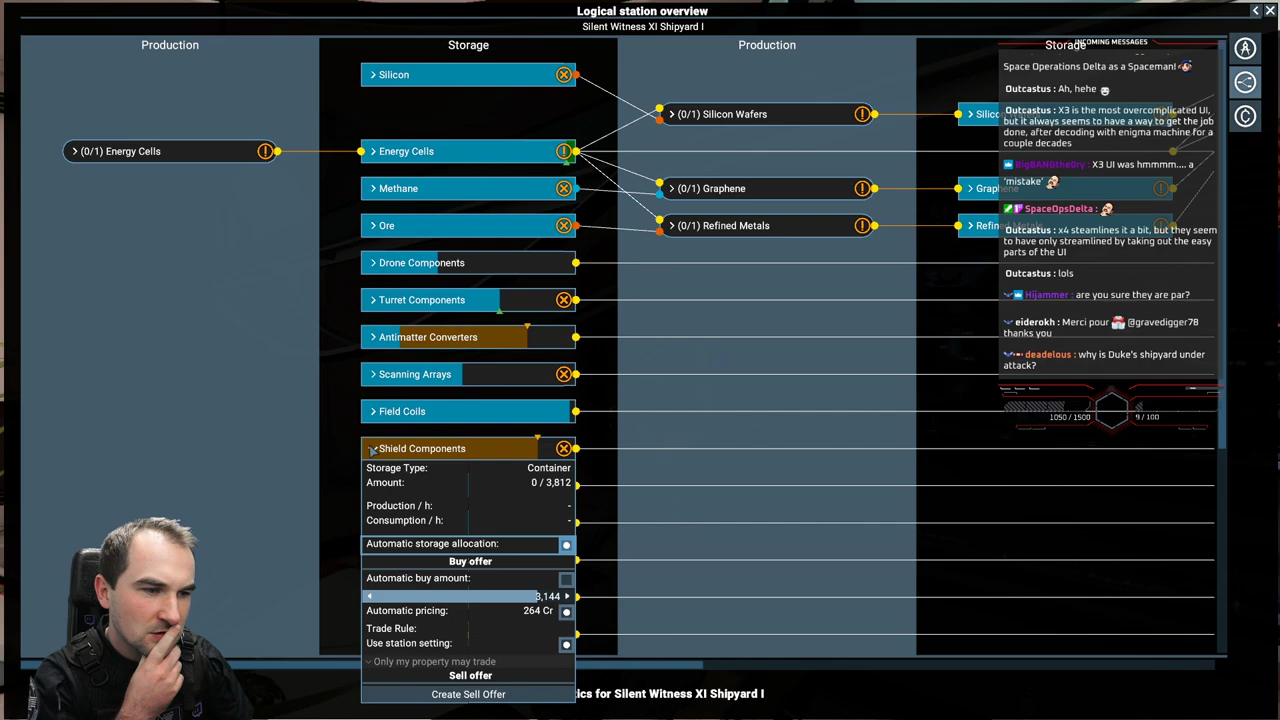 Logical station overview
Silent Witness XI Shipyard I
Production
Storage
Production
Storage
(0/1) Energy Cells
Silicon
Energy Cells
Methane
Ore
Drone Components
Turret Components
Antimatter Converters
Scanning Arrays
Field Coils
Shield Components
Storage Type: Container
Amount: 0 / 3,812
Production / h: -
Consumption / h: -
Automatic storage allocation:
Buy offer
Automatic buy amount:
3,144
Automatic pricing: 264 Cr
Trade Rule:
Use station setting:
Only my property may trade
Sell offer
Create Sell Offer
(0/1) Silicon Wafers
(0/1) Graphene
(0/1) Refined Metals
INCOMING MESSAGES
Space Operations Delta as a Spaceman!
Outcastus : Ah, hehe
Outcastus : X3 is the most overcomplicated UI,
but it always seems to have a way to get the job
done, after decoding with enigma machine for a
couple decades
BigBANGthe0ry : X3 UI was hmmm.... a
'mistake'
SpaceOpsDelta :
Outcastus : x4 steamlines it a bit, but they seem
to have only streamlined by taking out the easy
parts of the UI
Outcastus : lols
Hijammer : are you sure they are par?
eiderokh : Merci pour @gravedigger78
thanks you
deadelous : why is Duke's shipyard under
attack?
1050 / 1500
9 / 100
tics for Silent Witness XI Shipyard I